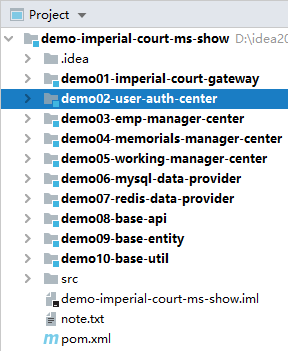 Project
demo-imperial-court-ms-show D:\idea20
.idea
demo01-imperial-court-gateway
demo02-user-auth-center
demo03-emp-manager-center
demo04-memorials-manager-center
demo05-working-manager-center
demo06-mysql-data-provider
demo07-redis-data-provider
demo08-base-api
demo09-base-entity
demo10-base-util
src
demo-imperial-court-ms-show.iml
note.txt
pom.xml